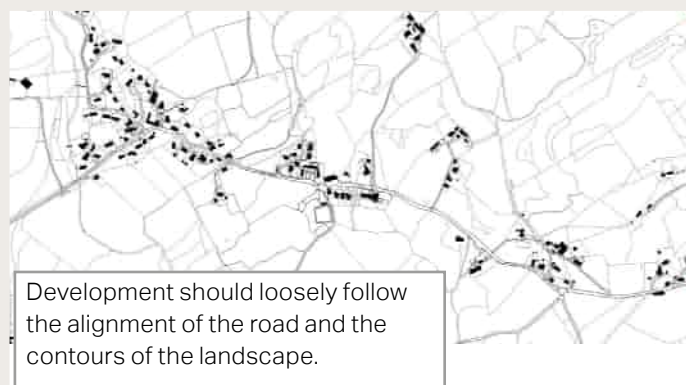 Development should loosely follow
the alignment of the road and the
contours of the landscape.